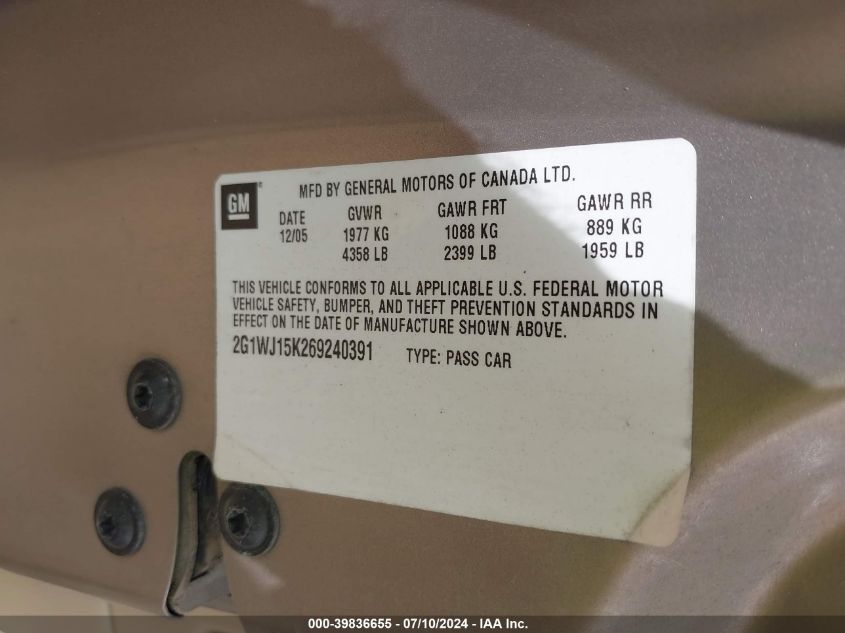 GM®
MFD BY GENERAL MOTORS OF CANADA LTD.
DATE GVWR GAWR FRT GAWR RR
12/05 1977 KG 1088 KG 889 KG
4358 LB 2399 LB 1959 LB
THIS VEHICLE CONFORMS TO ALL APPLICABLE U.S. FEDERAL MOTOR
VEHICLE SAFETY, BUMPER, AND THEFT PREVENTION STANDARDS IN
EFFECT ON THE DATE OF MANUFACTURE SHOWN ABOVE.
2G1WJ15K269240391 TYPE: PASS CAR
000-39836655 - 07/10/2024 - IAA Inc.